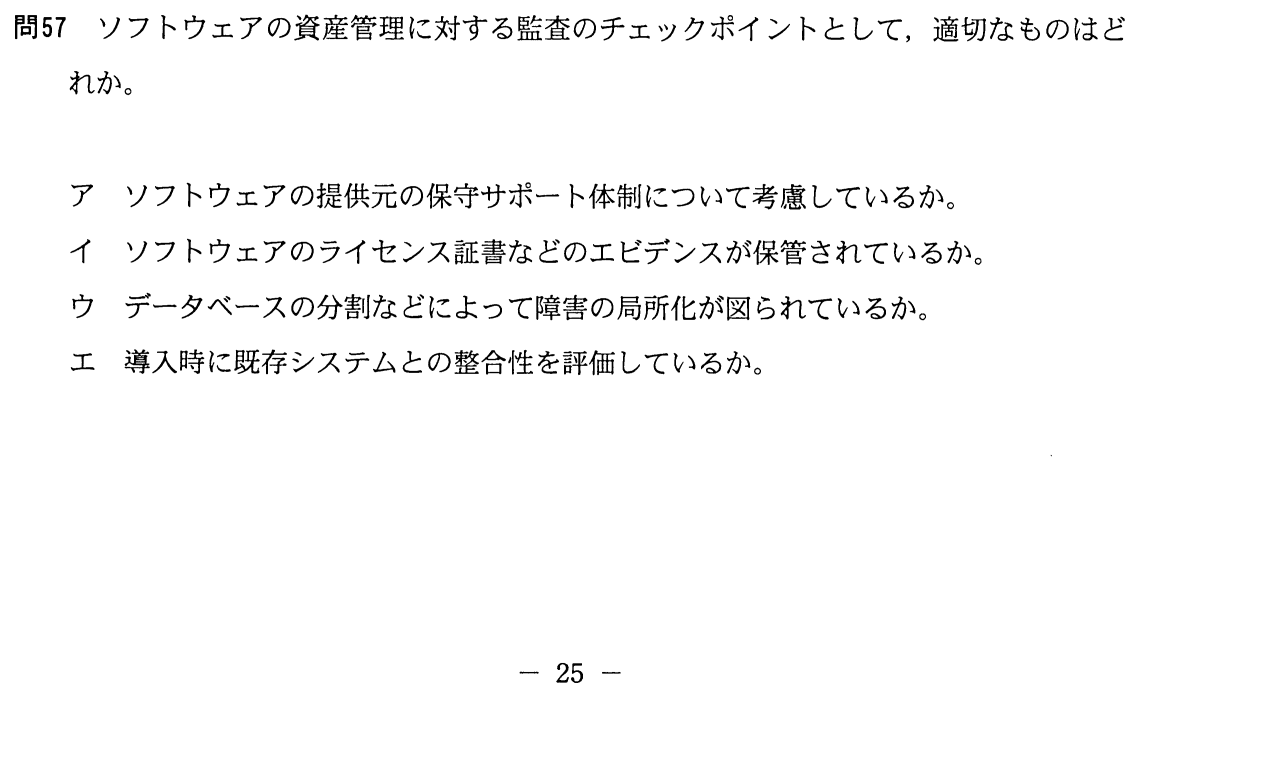 問57　ソフトウェアの資産管理に対する監査のチェックポイントとして，適切なものはど
れか。
ア　ソフトウェアの提供元の保守サポート体制について考慮しているか。
イ　ソフトウェアのライセンス証書などのエビデンスが保管されているか。
ウ　データベースの分割などによって障害の局所化が図られているか。
エ　導入時に既存システムとの整合性を評価しているか。
－ 25 －